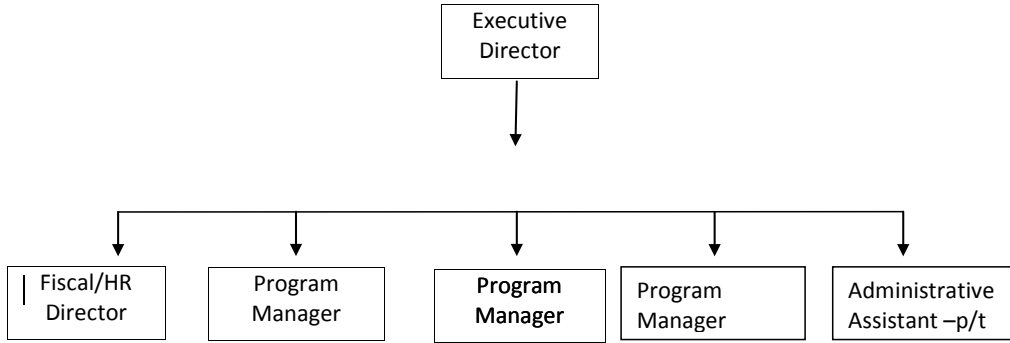 Executive
Director
Fiscal/HR
Director
Program
Manager
Program
Manager
Program
Manager
Administrative
Assistant –p/t